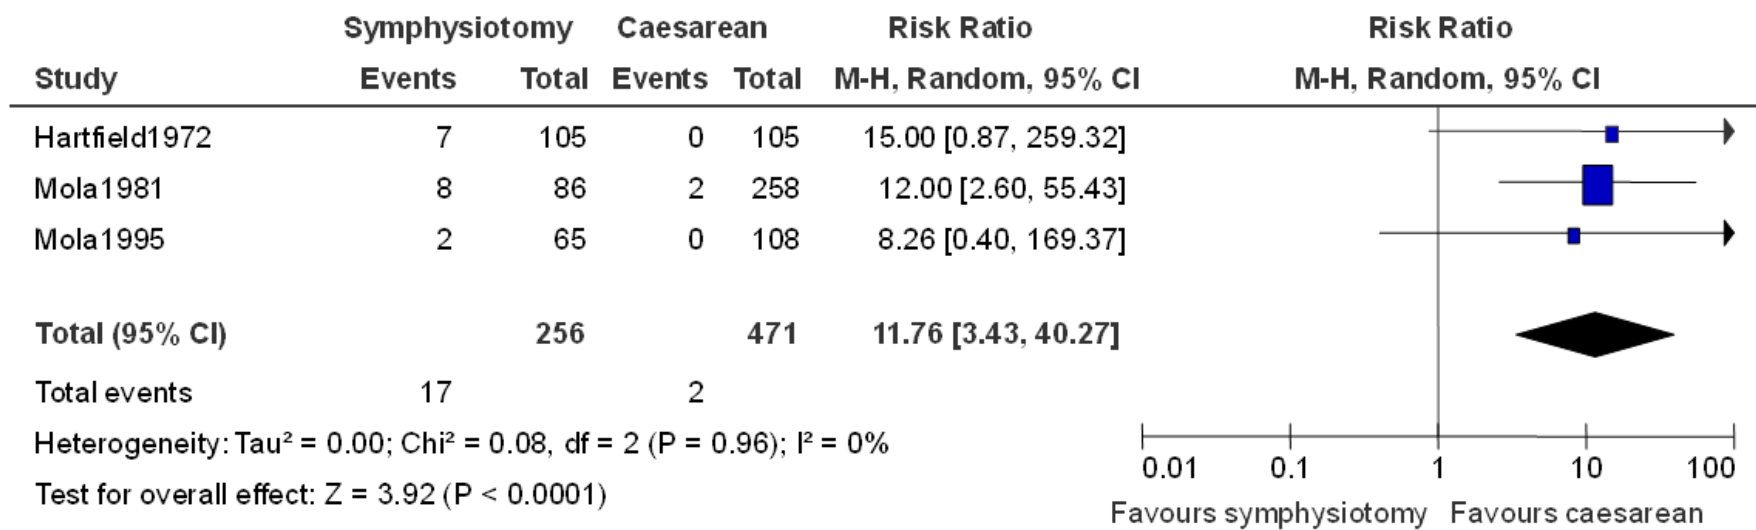 Symphysiotomy Caesarean Risk Ratio Risk Ratio
Study Events Total Events Total M-H, Random, 95% CI M-H, Random, 95% CI
Hartfield1972 7 105 0 105 15.00 [0.87, 259.32]
Mola1981 8 86 2 258 12.00 [2.60, 55.43]
Mola1995 2 65 0 108 8.26 [0.40, 169.37]
Total (95% CI) 256 471 11.76 [3.43, 40.27]
Total events 17 2
Heterogeneity: Tau² = 0.00; Chi² = 0.08, df = 2 (P = 0.96); I² = 0%
Test for overall effect: Z = 3.92 (P < 0.0001)
0.01 0.1 1 10 100
Favours symphysiotomy Favours caesarean